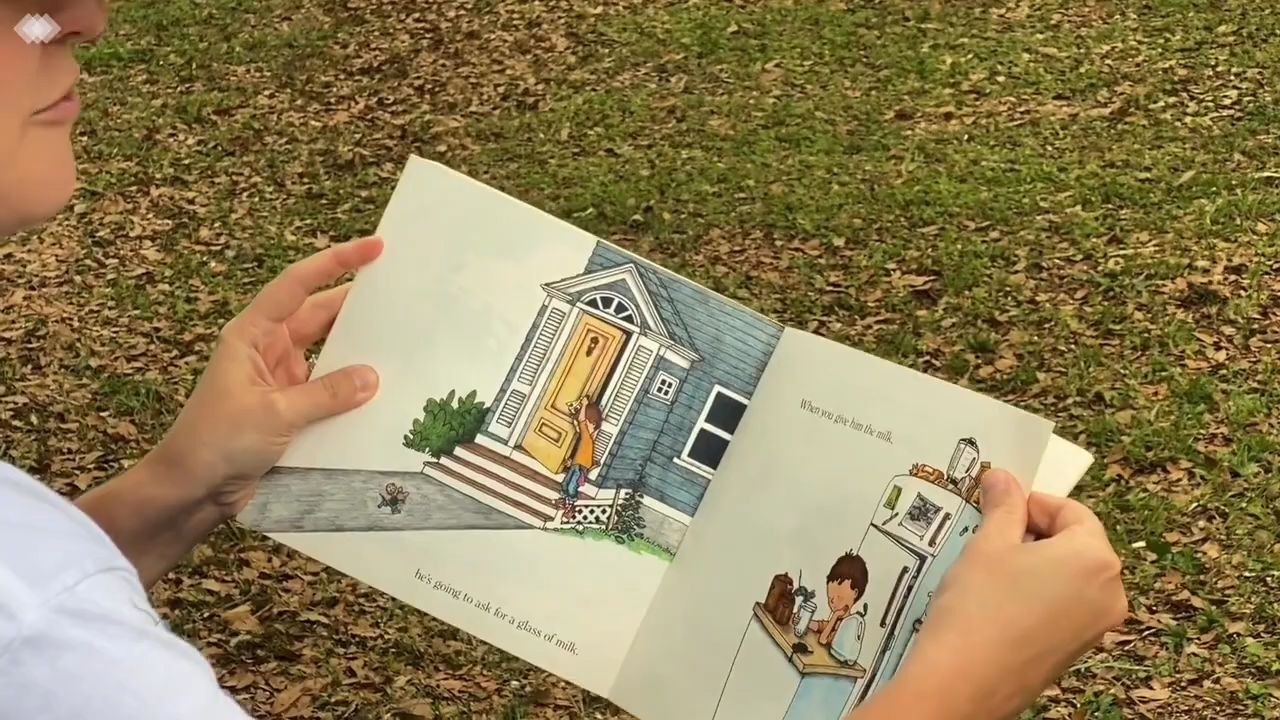 he's going to ask for a glass of milk.
When you give him the milk,